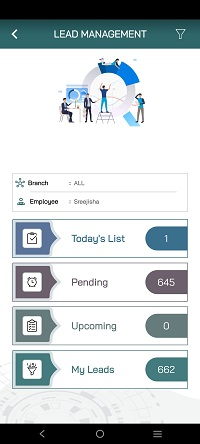 LEAD MANAGEMENT
Branch : ALL
Employee : Sreejisha
Today's List 1
Pending 645
Upcoming 0
My Leads 662